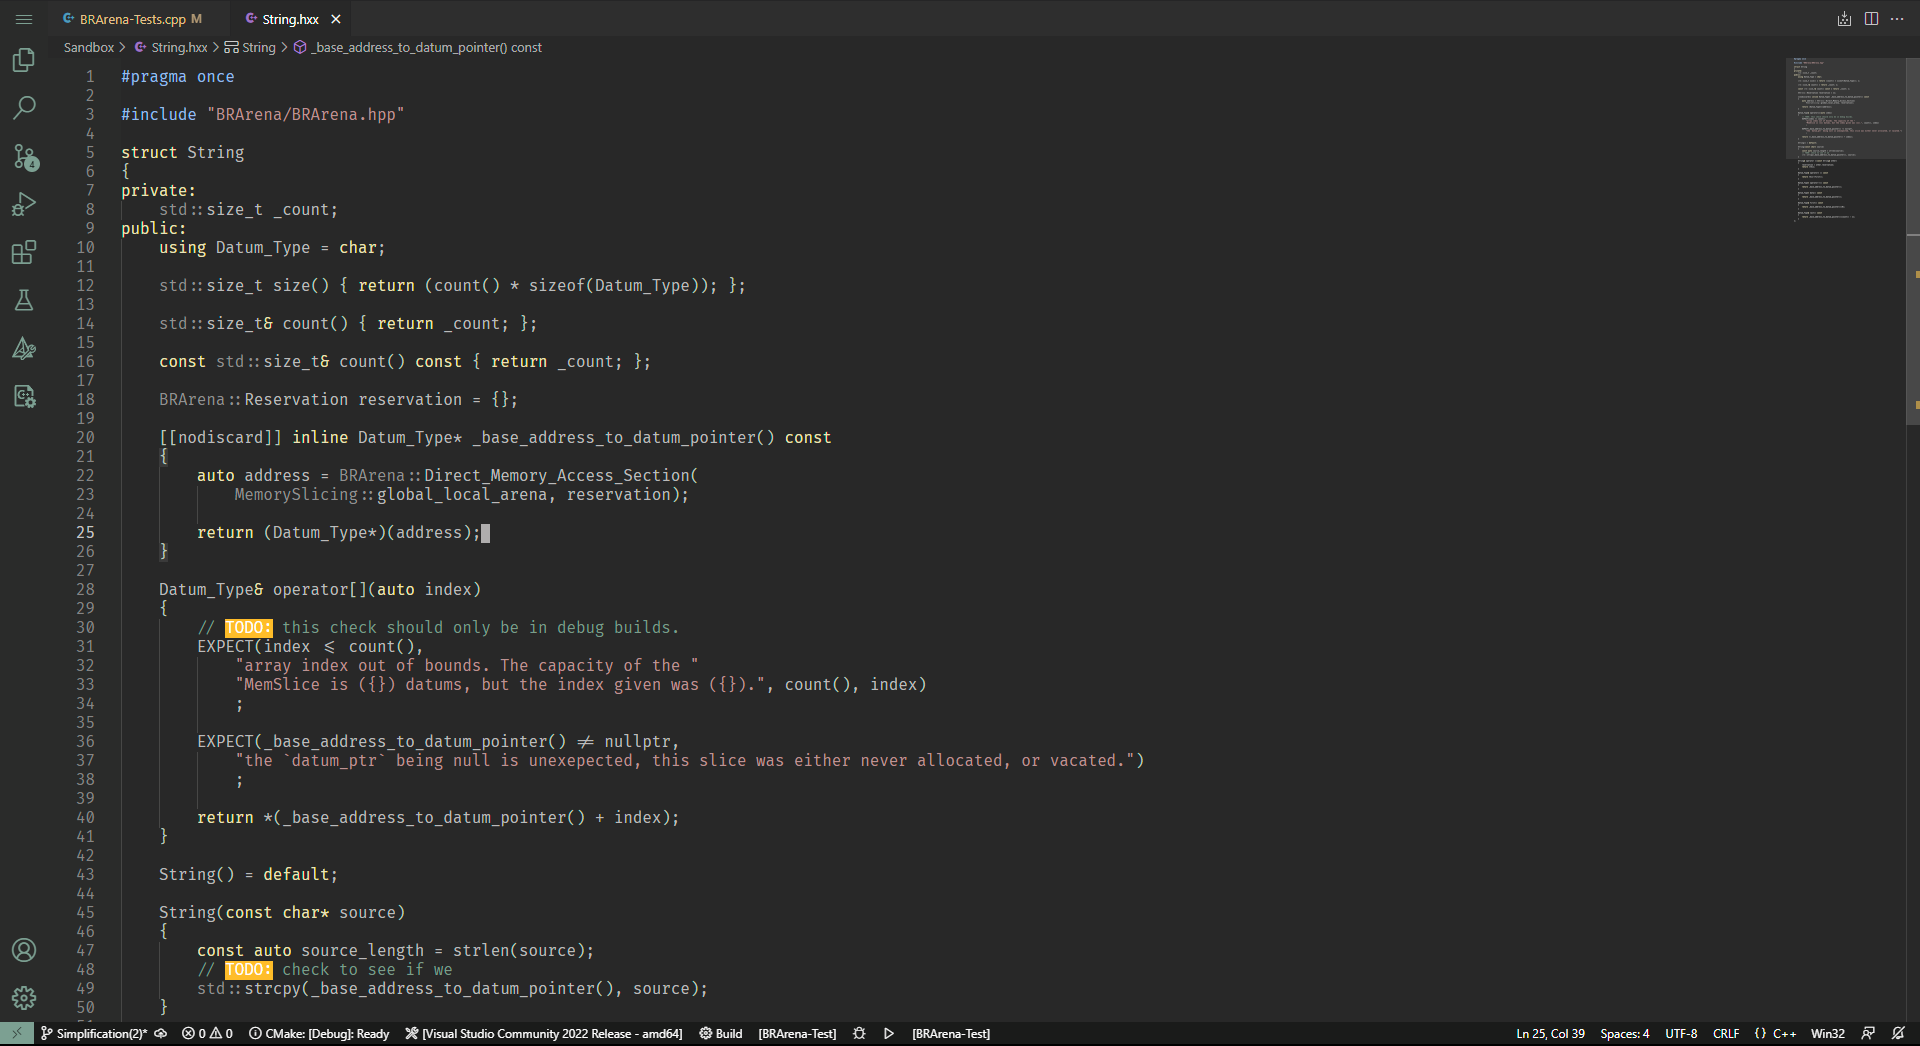 BRArena-Tests.cpp M String.hxx
Sandbox String.hxx String _base_address_to_datum_pointer() const
1 #pragma once
2
3 #include "BRArena/BRArena.hpp"
4
5 struct String
6 {
7 private:
8 std::size_t _count;
9 public:
10 using Datum_Type = char;
11
12 std::size_t size() { return (count() * sizeof(Datum_Type)); };
13
14 std::size_t& count() { return _count; };
15
16 const std::size_t& count() const { return _count; };
17
18 BRArena::Reservation reservation = {};
19
20 [[nodiscard]] inline Datum_Type* _base_address_to_datum_pointer() const
21 {
22 auto address = BRArena::Direct_Memory_Access_Section(
23 MemorySlicing::global_local_arena, reservation);
24
25 return (Datum_Type*)(address);
26 }
27
28 Datum_Type& operator[](auto index)
29 {
30 // TODO: this check should only be in debug builds.
31 EXPECT(index <= count(),
32 "array index out of bounds. The capacity of the "
33 "MemSlice is ({}) datums, but the index given was ({}).", count(), index)
34 ;
35
36 EXPECT(_base_address_to_datum_pointer() != nullptr,
37 "the `datum_ptr` being null is unexepected, this slice was either never allocated, or vacated.")
38 ;
39
40 return *(_base_address_to_datum_pointer() + index);
41 }
42
43 String() = default;
44
45 String(const char* source)
46 {
47 const auto source_length = strlen(source);
48 // TODO: check to see if we
49 std::strcpy(_base_address_to_datum_pointer(), source);
50 }
4
Simplification(2)* 0 0 CMake: [Debug]: Ready [Visual Studio Community 2022 Release - amd64] Build [BRArena-Test] [BRArena-Test] Ln 25, Col 39 Spaces: 4 UTF-8 CRLF {} C++ Win32